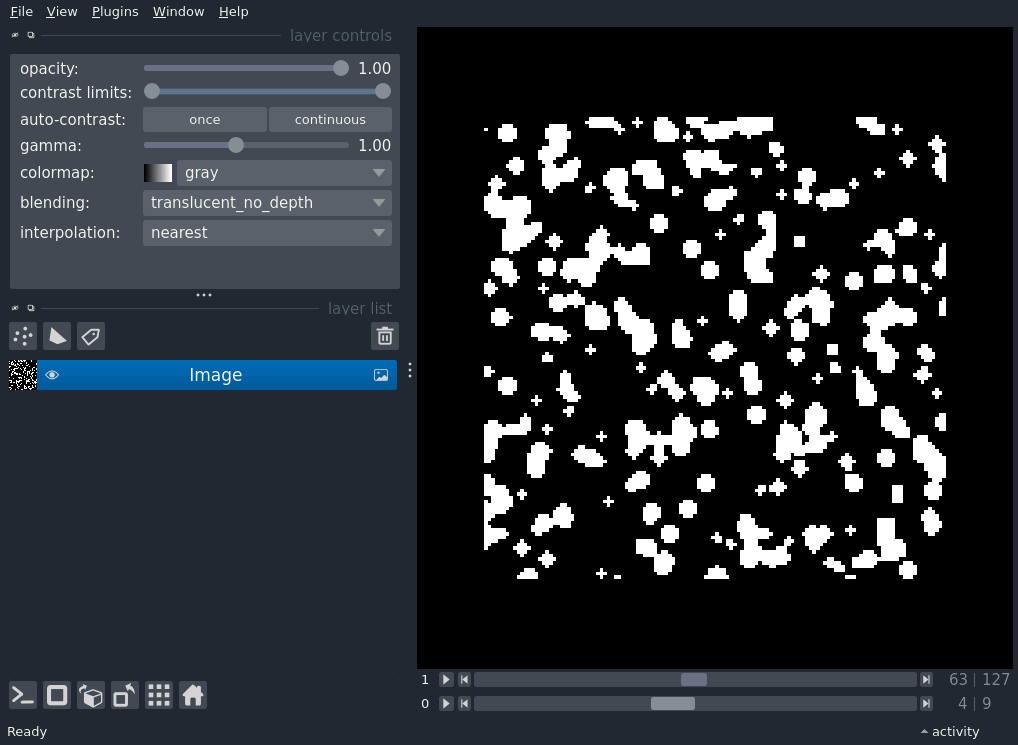 File View Plugins Window Help
layer controls
opacity: 1.00
contrast limits:
auto-contrast: once continuous
gamma: 1.00
colormap: gray
blending: translucent_no_depth
interpolation: nearest
layer list
Image
1 63 | 127
0 4 | 9
Ready activity